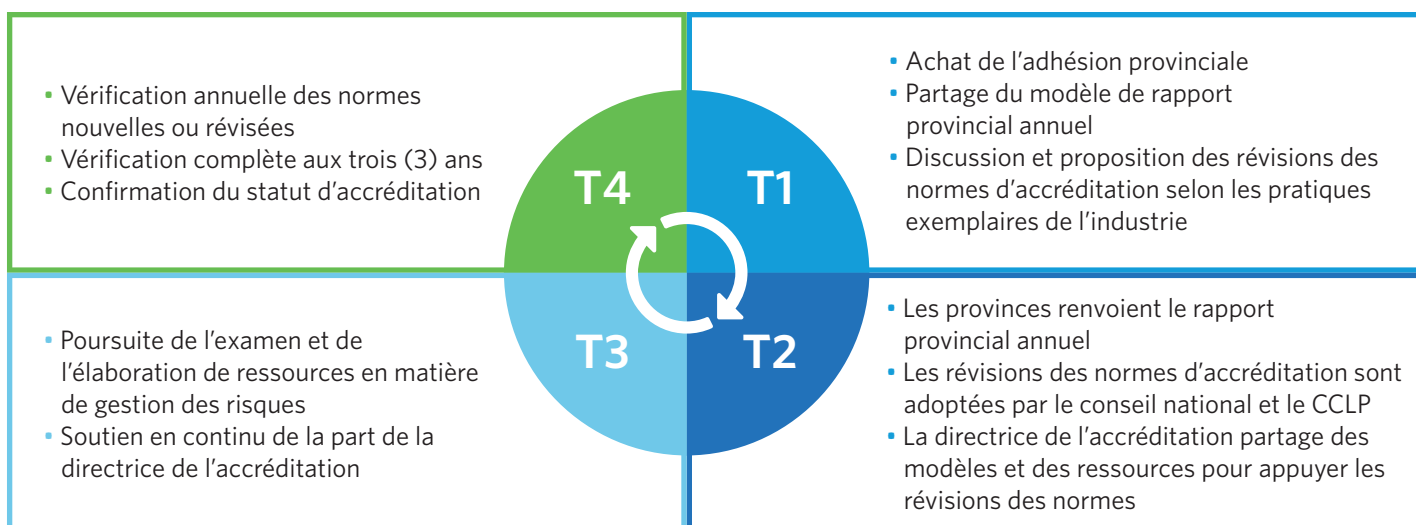 • Vérification annuelle des normes
nouvelles ou révisées
• Vérification complète aux trois (3) ans
• Confirmation du statut d'accréditation
T4
T1
• Achat de l'adhésion provinciale
• Partage du modèle de rapport
provincial annuel
• Discussion et proposition des révisions des
normes d'accréditation selon les pratiques
exemplaires de l'industrie
• Poursuite de l'examen et de
l'élaboration de ressources en matière
de gestion des risques
• Soutien en continu de la part de la
directrice de l'accréditation
T3
T2
• Les provinces renvoient le rapport
provincial annuel
• Les révisions des normes d'accréditation sont
adoptées par le conseil national et le CCLP
• La directrice de l'accréditation partage des
modèles et des ressources pour appuyer les
révisions des normes